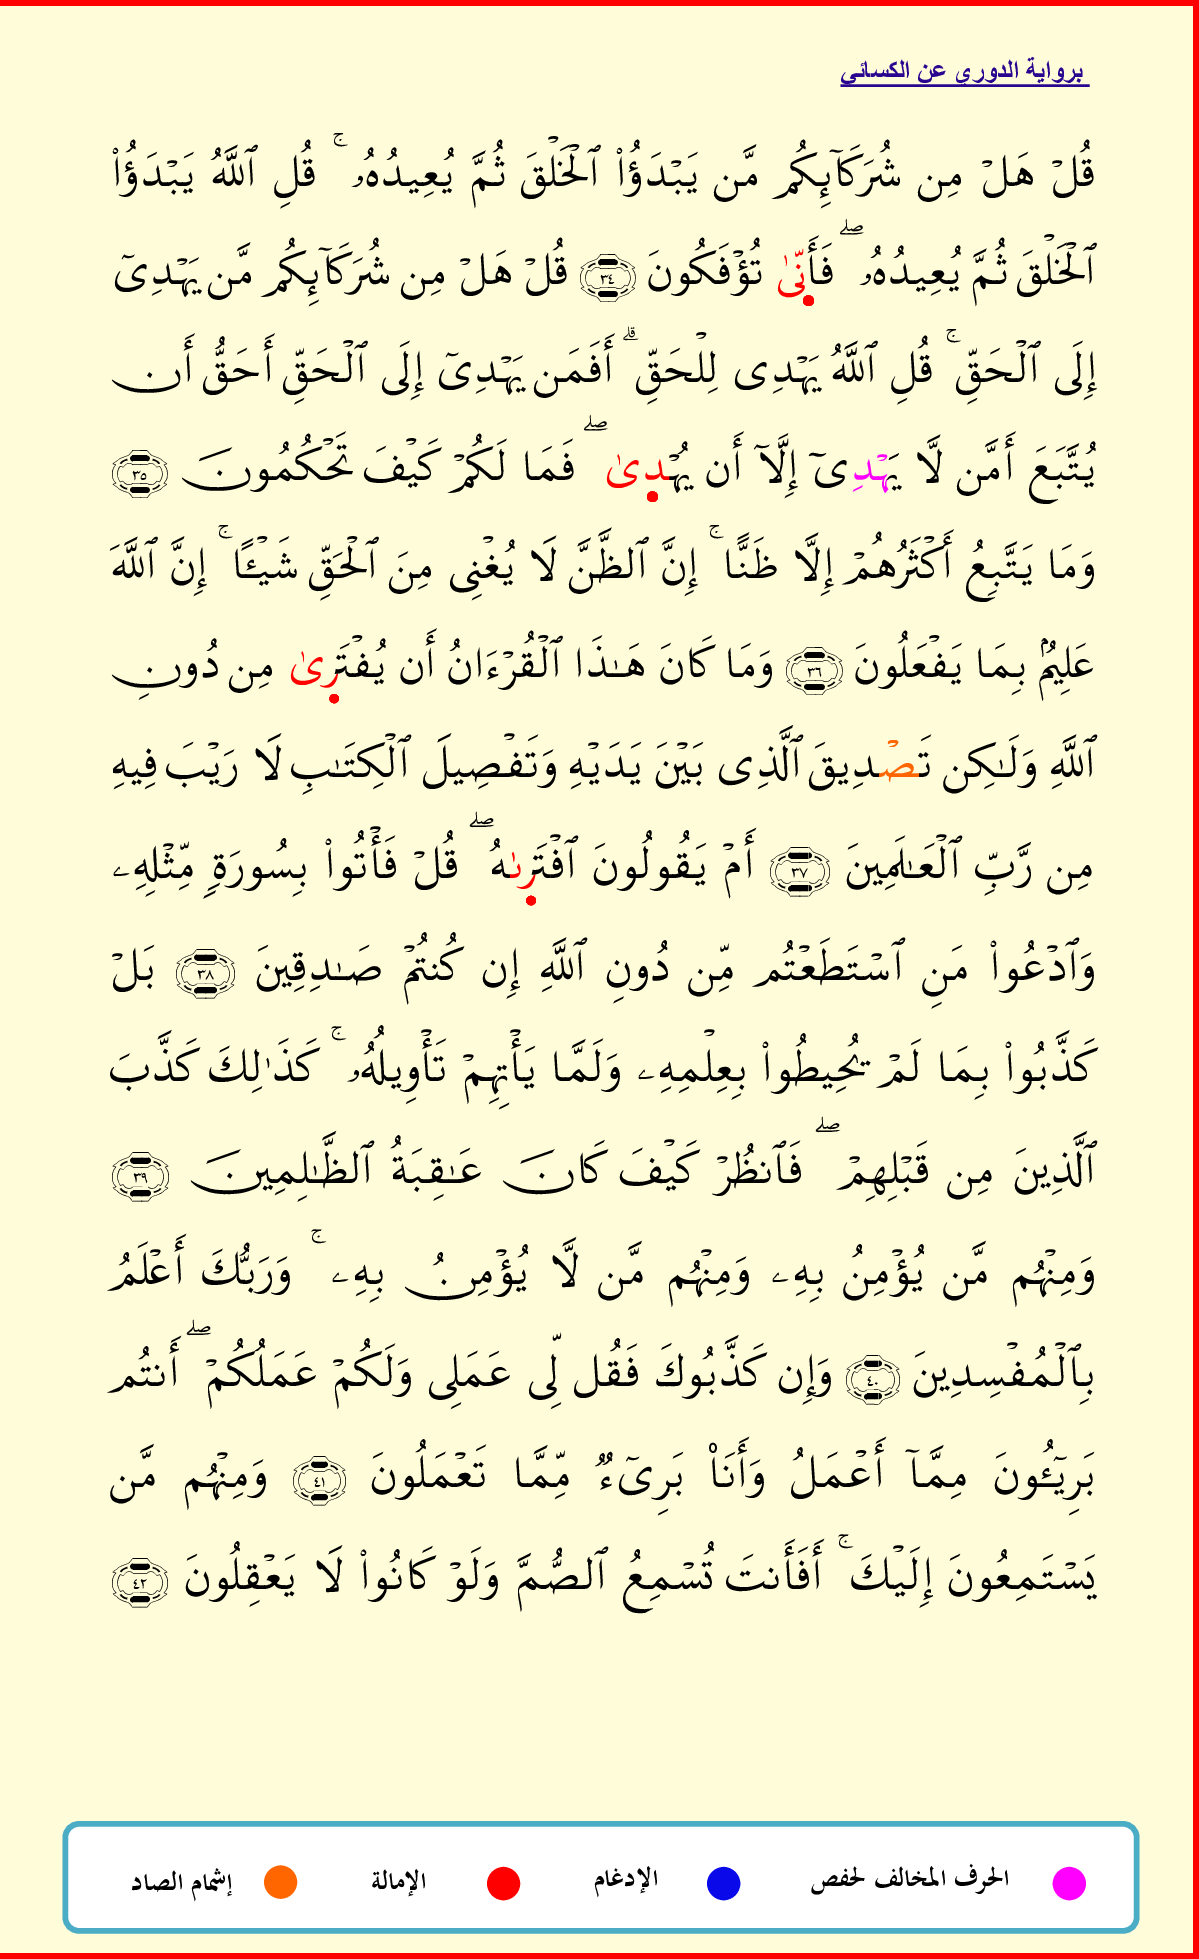 برواية الدوري عن الكسائي
قُلۡ هَلۡ مِن شُرَكَآئِكُم مَّن يَبۡدَؤُاْ ٱلۡخَلۡقَ ثُمَّ يُعِيدُهُۥ ۚ قُلِ ٱللَّهُ يَبۡدَؤُاْ
ٱلۡخَلۡقَ ثُمَّ يُعِيدُهُۥ ۖ فَأَنّىٰ تُؤۡفَكُونَ ٣٤ قُلۡ هَلۡ مِن شُرَكَآئِكُم مَّن يَهۡدِيٓ
إِلَى ٱلۡحَقِّ ۚ قُلِ ٱللَّهُ يَهۡدِي لِلۡحَقِّ ۗ أَفَمَن يَهۡدِيٓ إِلَى ٱلۡحَقِّ أَحَقُّ أَن
يُتَّبَعَ أَمَّن لَّا يَهۡدِيٓ إِلَّآ أَن يُهۡدِىٰ ۖ فَمَا لَكُمۡ كَيۡفَ تَحۡكُمُونَ ٣٥
وَمَا يَتَّبِعُ أَكۡثَرُهُمۡ إِلَّا ظَنًّا ۚ إِنَّ ٱلظَّنَّ لَا يُغۡنِي مِنَ ٱلۡحَقِّ شَيۡـًٔا ۚ إِنَّ ٱللَّهَ
عَلِيمُۢ بِمَا يَفۡعَلُونَ ٣٦ وَمَا كَانَ هَٰذَا ٱلۡقُرۡءَانُ أَن يُفۡتَرِىٰ مِن دُونِ
ٱللَّهِ وَلَٰكِن تَصۡدِيقَ ٱلَّذِي بَيۡنَ يَدَيۡهِ وَتَفۡصِيلَ ٱلۡكِتَٰبِ لَا رَيۡبَ فِيهِ
مِن رَّبِّ ٱلۡعَٰلَمِينَ ٣٧ أَمۡ يَقُولُونَ ٱفۡتَرِىٰهُ ۖ قُلۡ فَأۡتُواْ بِسُورَةٖ مِّثۡلِهِۦ
وَٱدۡعُواْ مَنِ ٱسۡتَطَعۡتُم مِّن دُونِ ٱللَّهِ إِن كُنتُمۡ صَٰدِقِينَ ٣٨ بَلۡ
كَذَّبُواْ بِمَا لَمۡ يُحِيطُواْ بِعِلۡمِهِۦ وَلَمَّا يَأۡتِهِمۡ تَأۡوِيلُهُۥ ۚ كَذَٰلِكَ كَذَّبَ
ٱلَّذِينَ مِن قَبۡلِهِمۡ ۖ فَٱنظُرۡ كَيۡفَ كَانَ عَٰقِبَةُ ٱلظَّٰلِمِينَ ٣٩
وَمِنۡهُم مَّن يُؤۡمِنُ بِهِۦ وَمِنۡهُم مَّن لَّا يُؤۡمِنُ بِهِۦ ۚ وَرَبُّكَ أَعۡلَمُ
بِٱلۡمُفۡسِدِينَ ٤٠ وَإِن كَذَّبُوكَ فَقُل لِّي عَمَلِي وَلَكُمۡ عَمَلُكُمۡ ۖ أَنتُم
بَرِيٓـُٔونَ مِمَّآ أَعۡمَلُ وَأَنَا۠ بَرِيٓءٞ مِّمَّا تَعۡمَلُونَ ٤١ وَمِنۡهُم مَّن
يَسۡتَمِعُونَ إِلَيۡكَ ۚ أَفَأَنتَ تُسۡمِعُ ٱلصُّمَّ وَلَوۡ كَانُواْ لَا يَعۡقِلُونَ ٤٢
الحرف المخالف لحفص الإدغام الإمالة إشمام الصاد